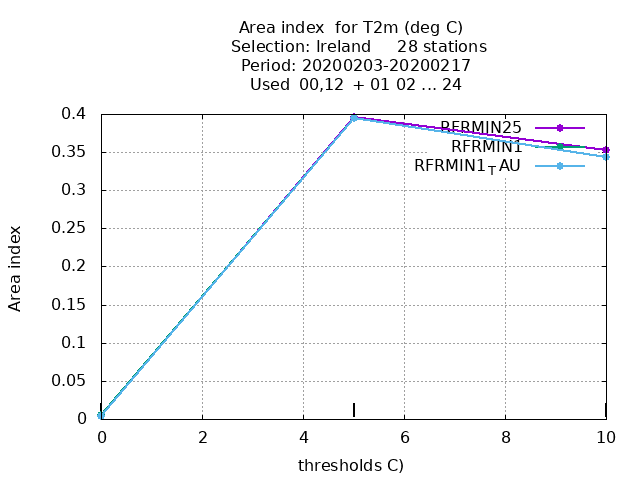 Area index for T2m (deg C)
Selection: Ireland 28 stations
Period: 20200203-20200217
Used 00,12 + 01 02 ... 24
Area index
0.4
0.35
0.3
0.25
0.2
0.15
0.1
0.05
0
RFRMIN25
RFRMIN1
RFRMIN1TAU
0 2 4 6 8 10
thresholds C)